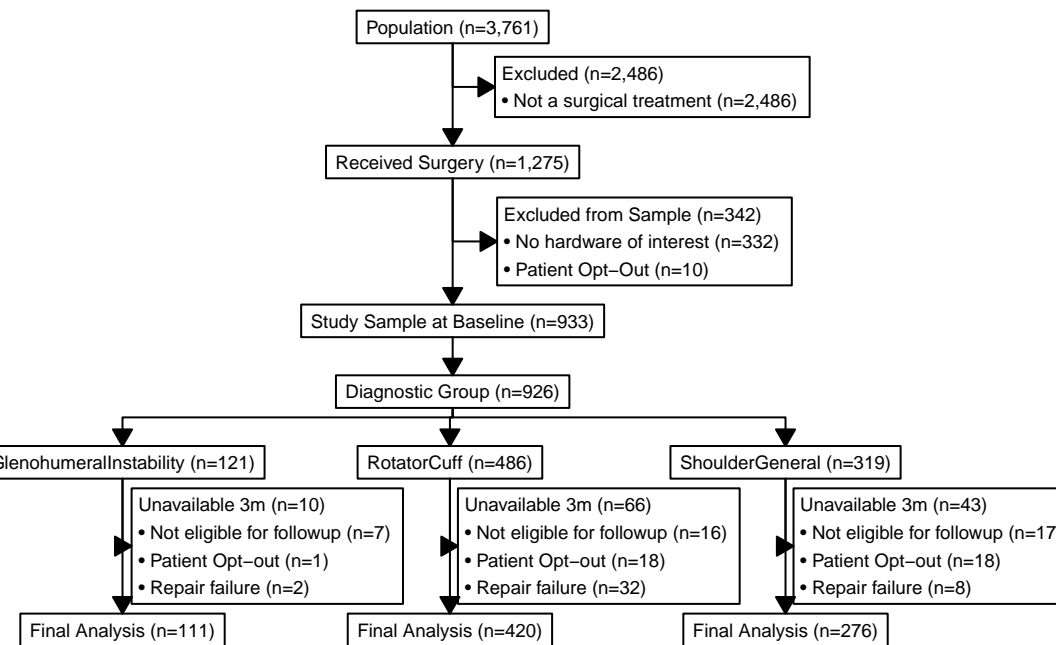 Population (n=3,761)
Excluded (n=2,486)
• Not a surgical treatment (n=2,486)
Received Surgery (n=1,275)
Excluded from Sample (n=342)
• No hardware of interest (n=332)
• Patient Opt−Out (n=10)
Study Sample at Baseline (n=933)
Diagnostic Group (n=926)
GlenohumeralInstability (n=121)
RotatorCuff (n=486)
ShoulderGeneral (n=319)
Unavailable 3m (n=10)
• Not eligible for followup (n=7)
• Patient Opt−out (n=1)
• Repair failure (n=2)
Unavailable 3m (n=66)
• Not eligible for followup (n=16)
• Patient Opt−out (n=18)
• Repair failure (n=32)
Unavailable 3m (n=43)
• Not eligible for followup (n=17
• Patient Opt−out (n=18)
• Repair failure (n=8)
Final Analysis (n=111)
Final Analysis (n=420)
Final Analysis (n=276)